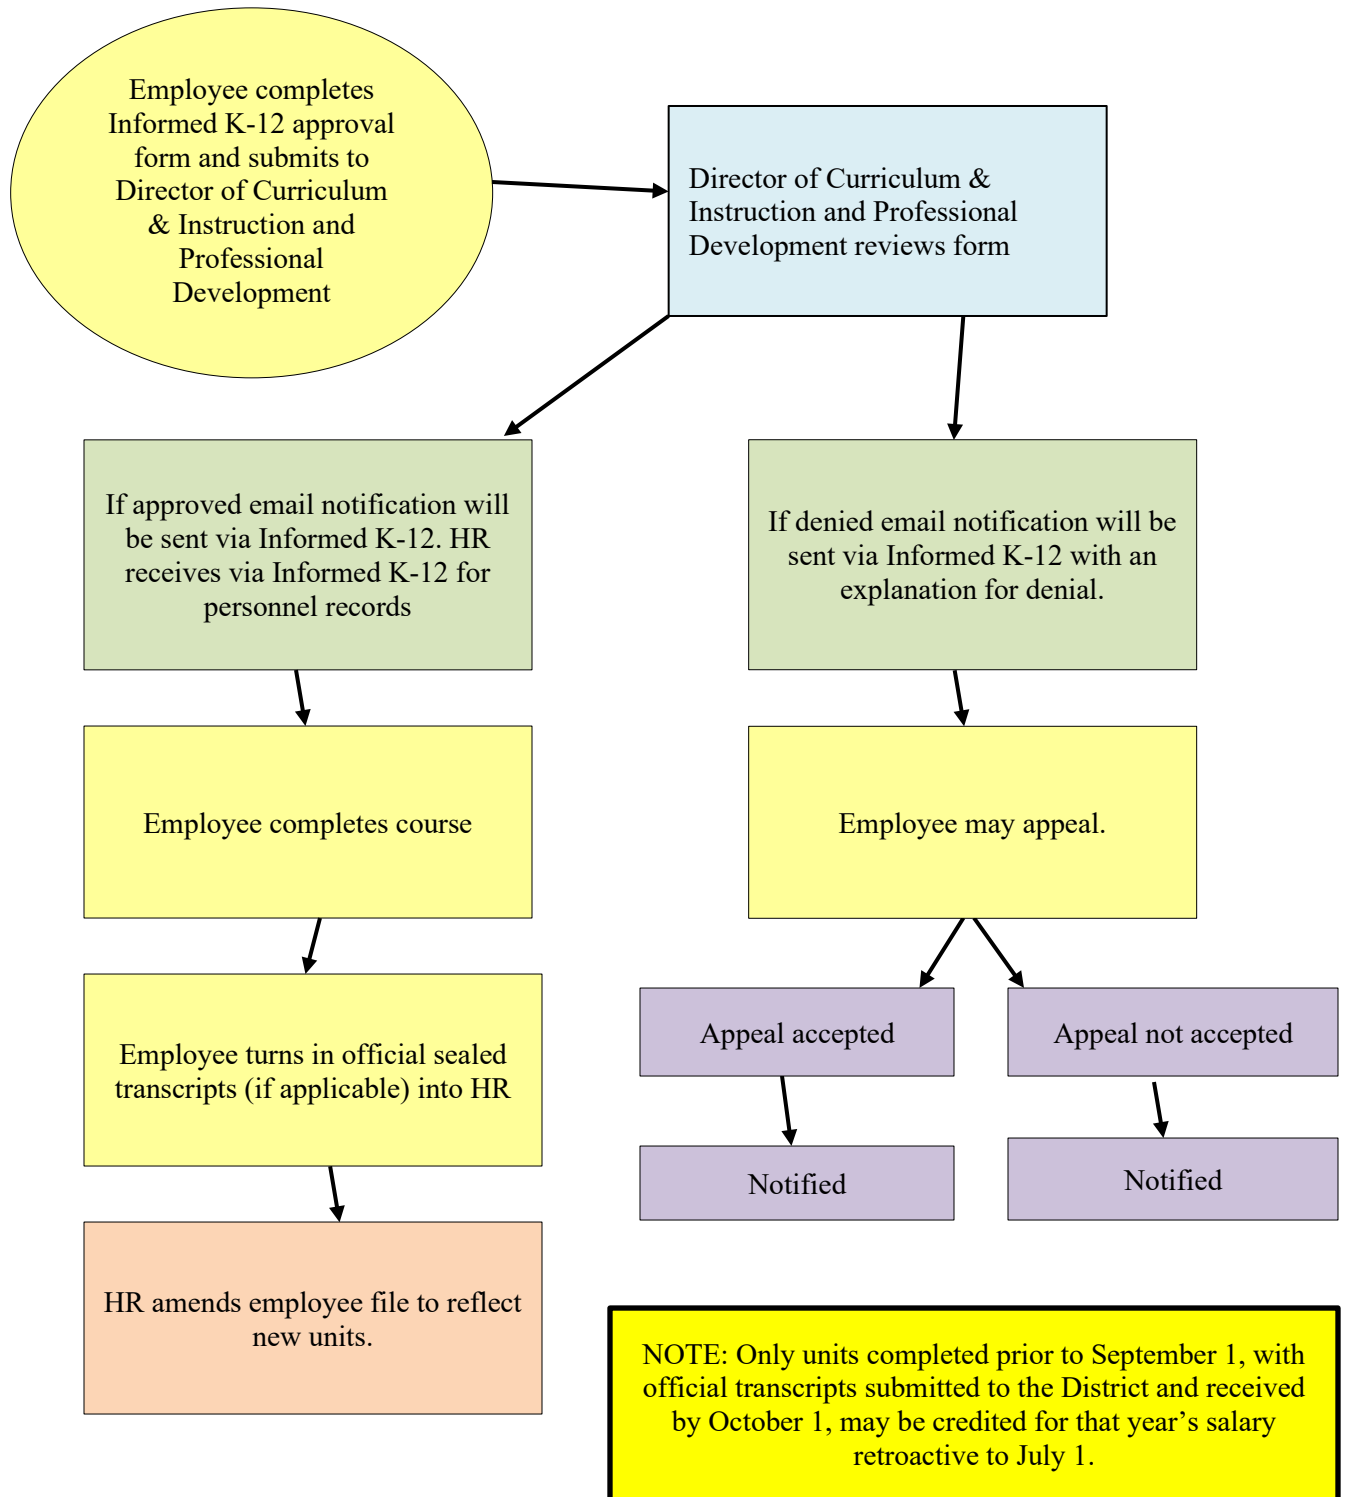 Employee completes
Informed K-12 approval
form and submits to
Director of Curriculum
& Instruction and
Professional
Development
Director of Curriculum &
Instruction and Professional
Development reviews form
If approved email notification will
be sent via Informed K-12. HR
receives via Informed K-12 for
personnel records
If denied email notification will be
sent via Informed K-12 with an
explanation for denial.
Employee completes course
Employee may appeal.
Employee turns in official sealed
transcripts (if applicable) into HR
Appeal accepted
Appeal not accepted
Notified
Notified
HR amends employee file to reflect
new units.
NOTE: Only units completed prior to September 1, with
official transcripts submitted to the District and received
by October 1, may be credited for that year’s salary
retroactive to July 1.